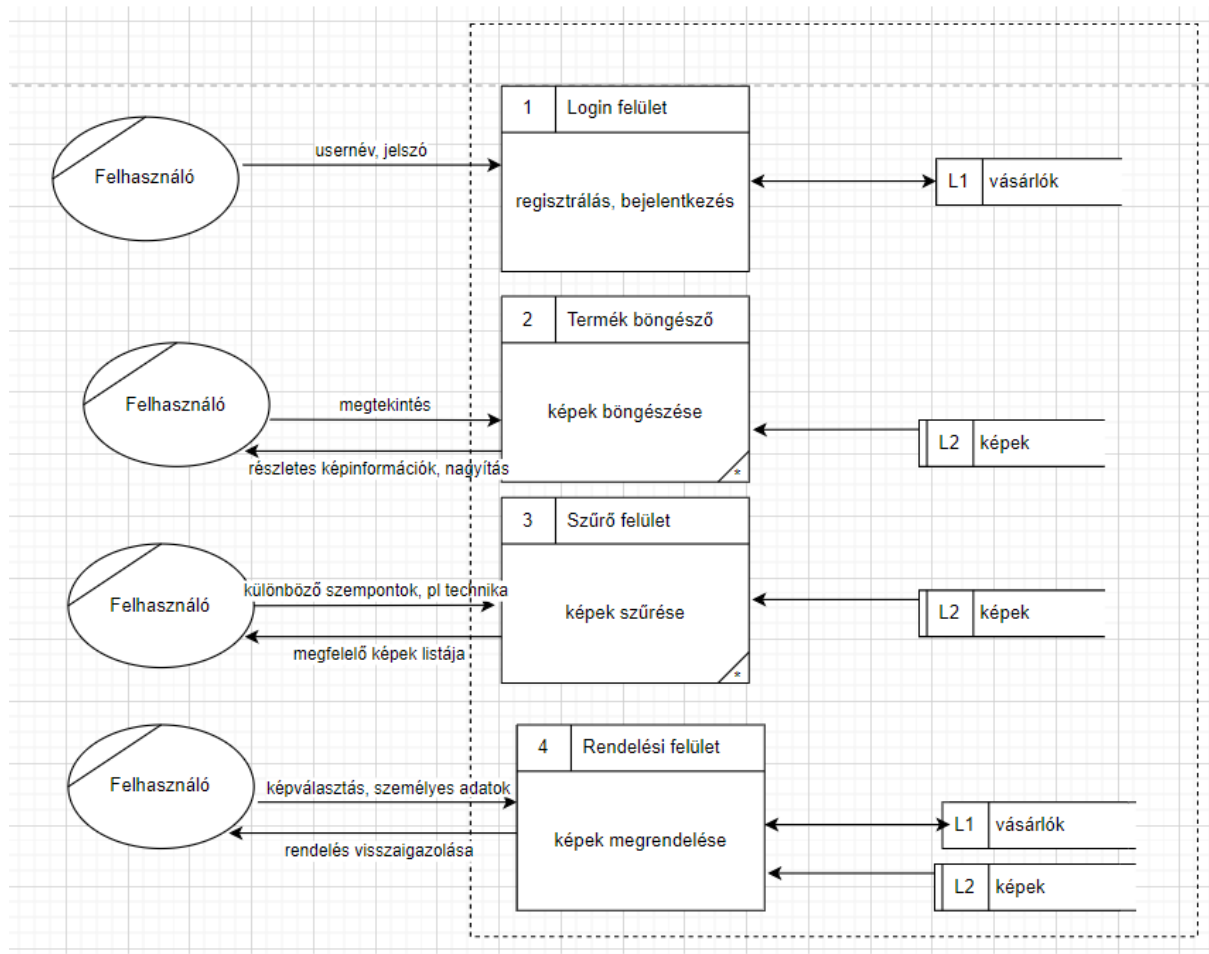 1 Login felület
Felhasználó
usernév, jelszó
regisztrálás, bejelentkezés
L1 vásárlók
2 Termék böngésző
Felhasználó
megtekintés
képek böngészése
részletes képinformációk, nagyítás
*
L2 képek
3 Szűrő felület
Felhasználó
különböző szempontok, pl technika
képek szűrése
megfelelő képek listája
*
L2 képek
4 Rendelési felület
Felhasználó
képválasztás, személyes adatok
képek megrendelése
rendelés visszaigazolása
L1 vásárlók
L2 képek